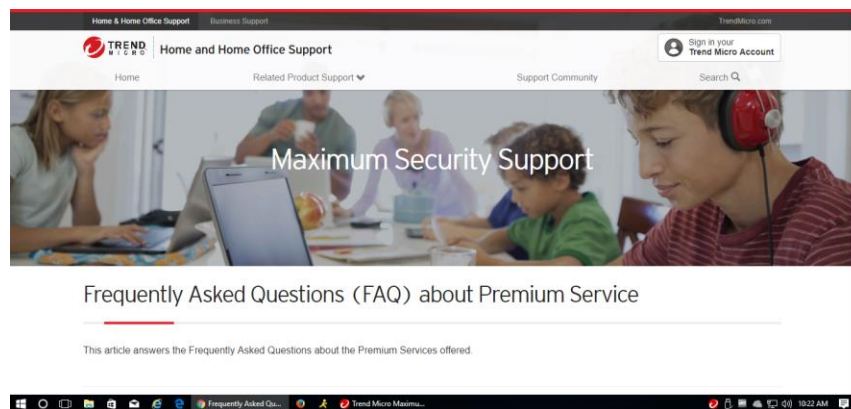 Home & Home Office Support
Business Support
TrendMicro.com
TREND
MICRO
Home and Home Office Support
Sign in your
Trend Micro Account
Home
Related Product Support
Support Community
Search
Maximum Security Support
Frequently Asked Questions (FAQ) about Premium Service
This article answers the Frequently Asked Questions about the Premium Services offered.
Frequently Asked Qu...
Trend Micro Maximu...
10:22 AM